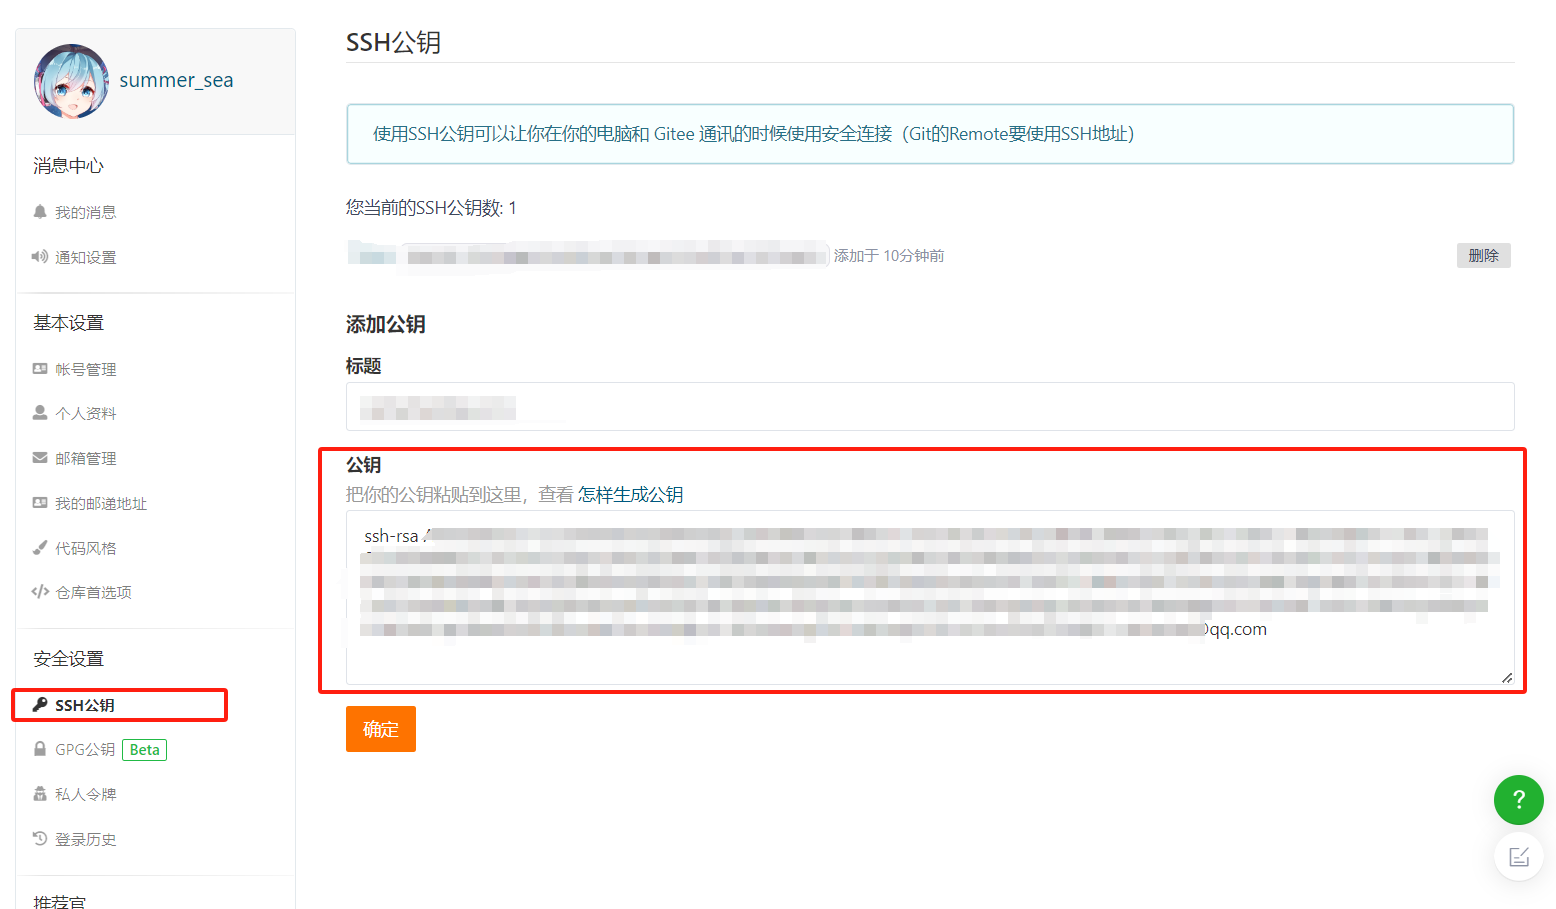 summer_sea
消息中心
我的消息
通知设置
基本设置
帐号管理
个人资料
邮箱管理
我的邮递地址
代码风格
仓库首选项
安全设置
SSH公钥
GPG公钥 Beta
私人令牌
登录历史
推荐官
SSH公钥
使用SSH公钥可以让你在你的电脑和 Gitee 通讯的时候使用安全连接（Git的Remote要使用SSH地址）
您当前的SSH公钥数: 1
添加于 10分钟前
删除
添加公钥
标题
公钥
把你的公钥粘贴到这里，查看 怎样生成公钥
ssh-rsa
@qq.com
确定
?